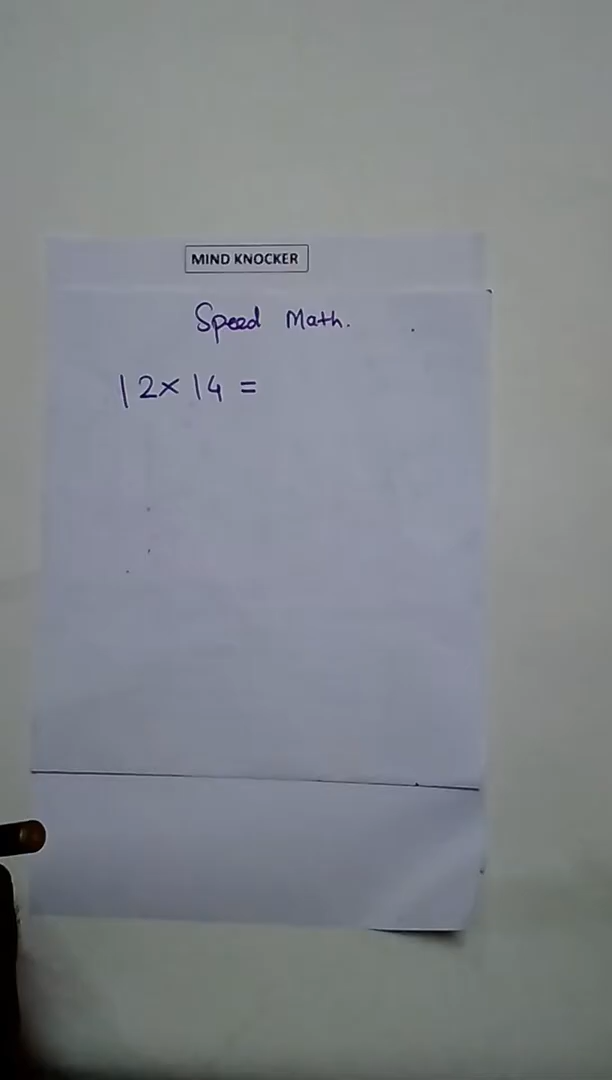 MIND KNOCKER
Speed Math.
12 x 14 =